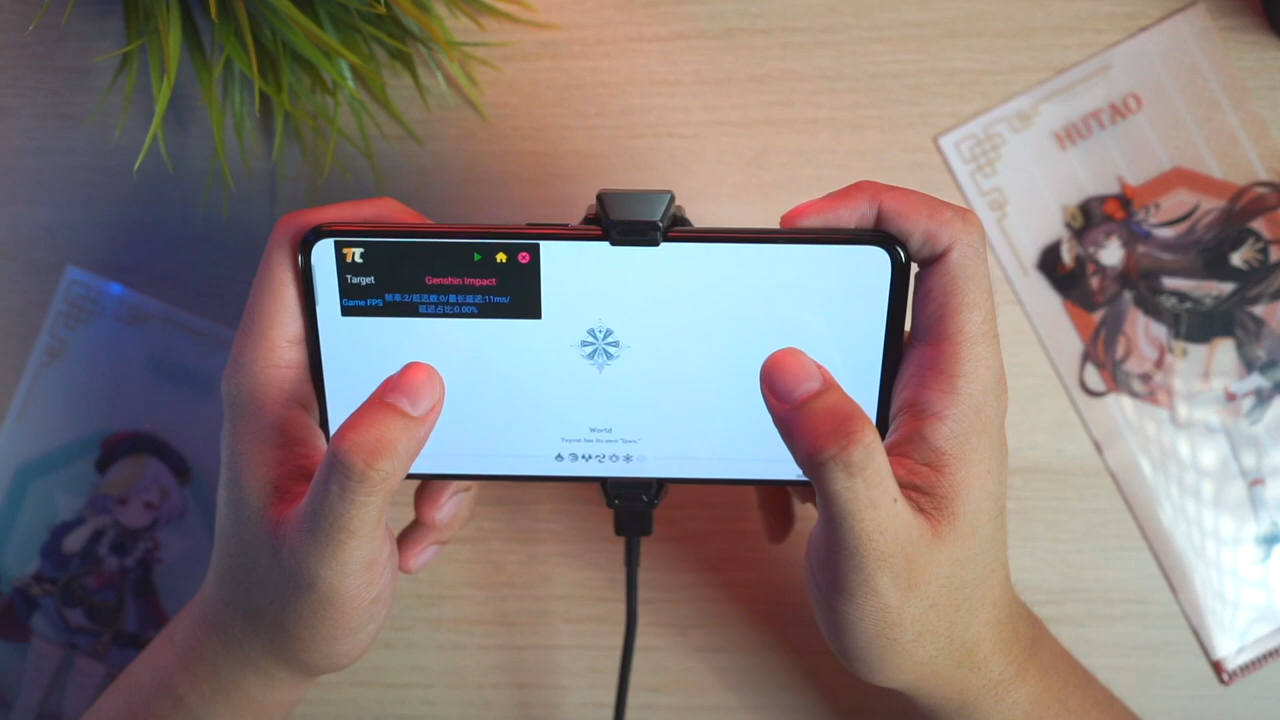 Target
Genshin Impact
Game FPS
帧率:2/延迟数:0/最长延迟:11ms/
延迟占比:0.00%
World
Teyvat has its own "laws."
HUTAO